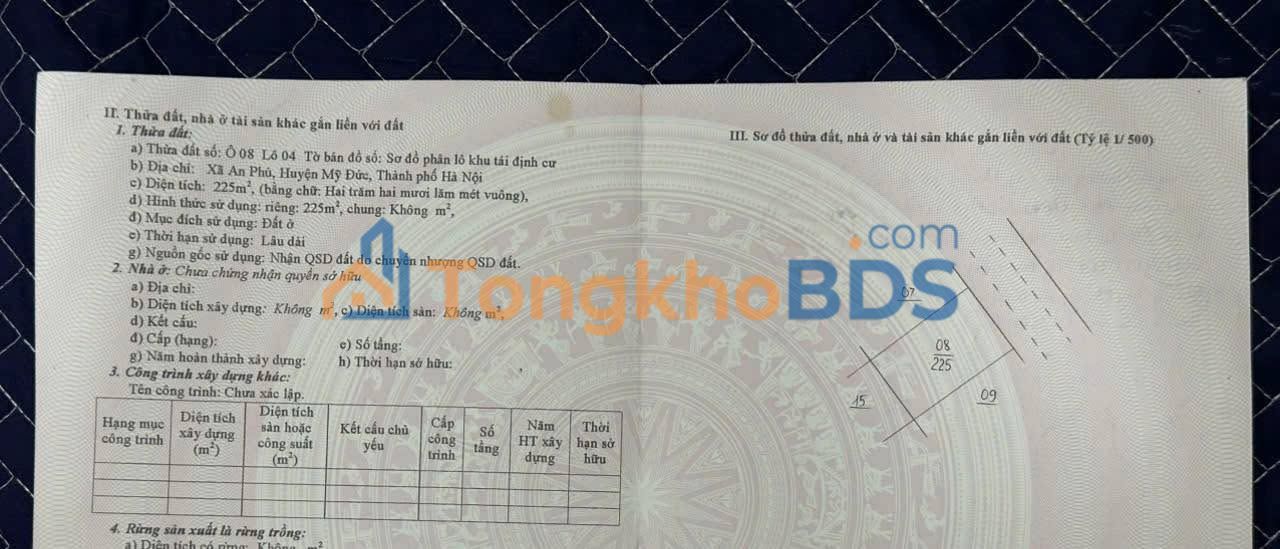 II. Thửa đất, nhà ở tài sản khác gắn liền với đất
1. Thửa đất:
a) Thửa đất số: Ô 08 Lô 04 Tờ bản đồ số: Sơ đồ phân lô khu tái định cư
b) Địa chỉ: Xã An Phú, Huyện Mỹ Đức, Thành phố Hà Nội
c) Diện tích: 225m², (bằng chữ: Hai trăm hai mươi lăm mét vuông),
d) Hình thức sử dụng: riêng: 225m², chung: Không m²,
đ) Mục đích sử dụng: Đất ở
e) Thời hạn sử dụng: Lâu dài
g) Nguồn gốc sử dụng: Nhận QSD đất do chuyển nhượng QSD đất.
2. Nhà ở: Chưa chứng nhận quyền sở hữu
a) Địa chỉ:
b) Diện tích xây dựng: Không m², c) Diện tích sàn: Không m²,
d) Kết cấu:
đ) Cấp (hạng): e) Số tầng:
g) Năm hoàn thành xây dựng: h) Thời hạn sở hữu:
3. Công trình xây dựng khác:
Tên công trình: Chưa xác lập.
Hạng mục công trình
Diện tích xây dựng (m²)
Diện tích sàn hoặc công suất (m²)
Kết cấu chủ yếu
Cấp công trình
Số tầng
Năm HT xây dựng
Thời hạn sở hữu
4. Rừng sản xuất là rừng trồng:
a) Diện tích có rừng: Không m²
III. Sơ đồ thửa đất, nhà ở và tài sản khác gắn liền với đất (Tỷ lệ 1/ 500)
07
08
225
15
09
TongkhoBDS
.com